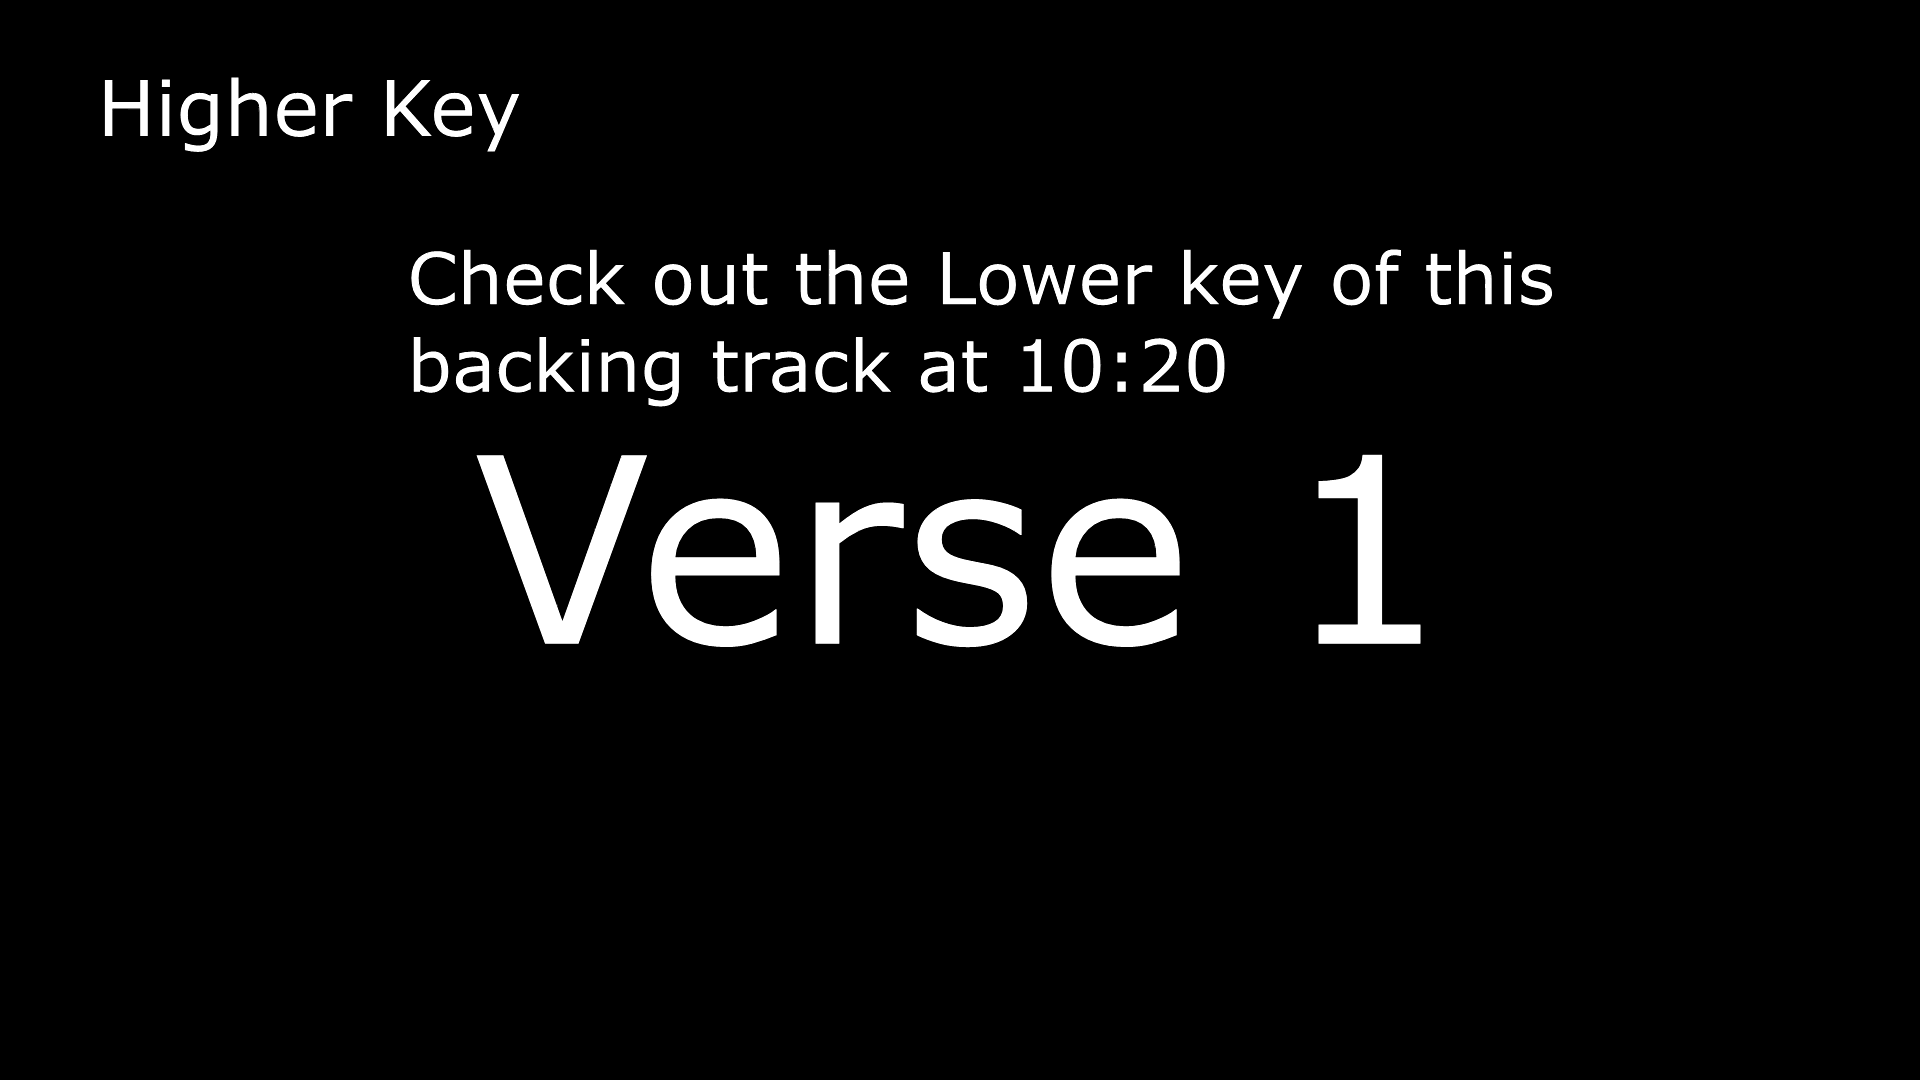 Higher Key
Check out the Lower key of this
backing track at 10:20
Verse 1